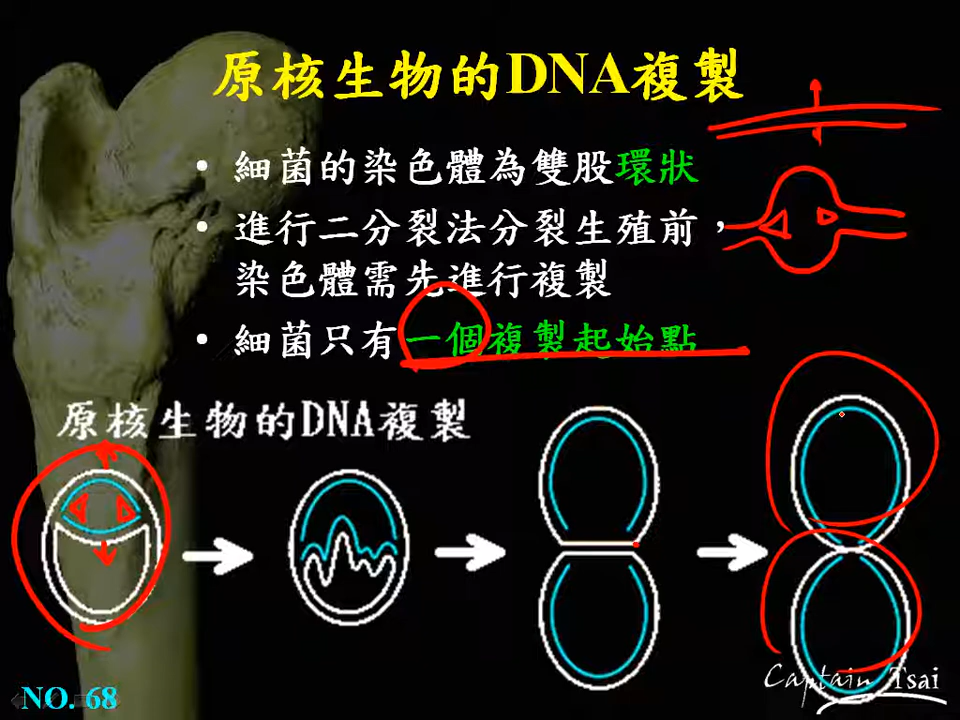 原核生物的DNA複製
• 細菌的染色體為雙股環狀
• 進行二分裂法分裂生殖前，
染色體需先進行複製
• 細菌只有一個複製起始點
原核生物的DNA複製
Captain Tsai
NO. 68